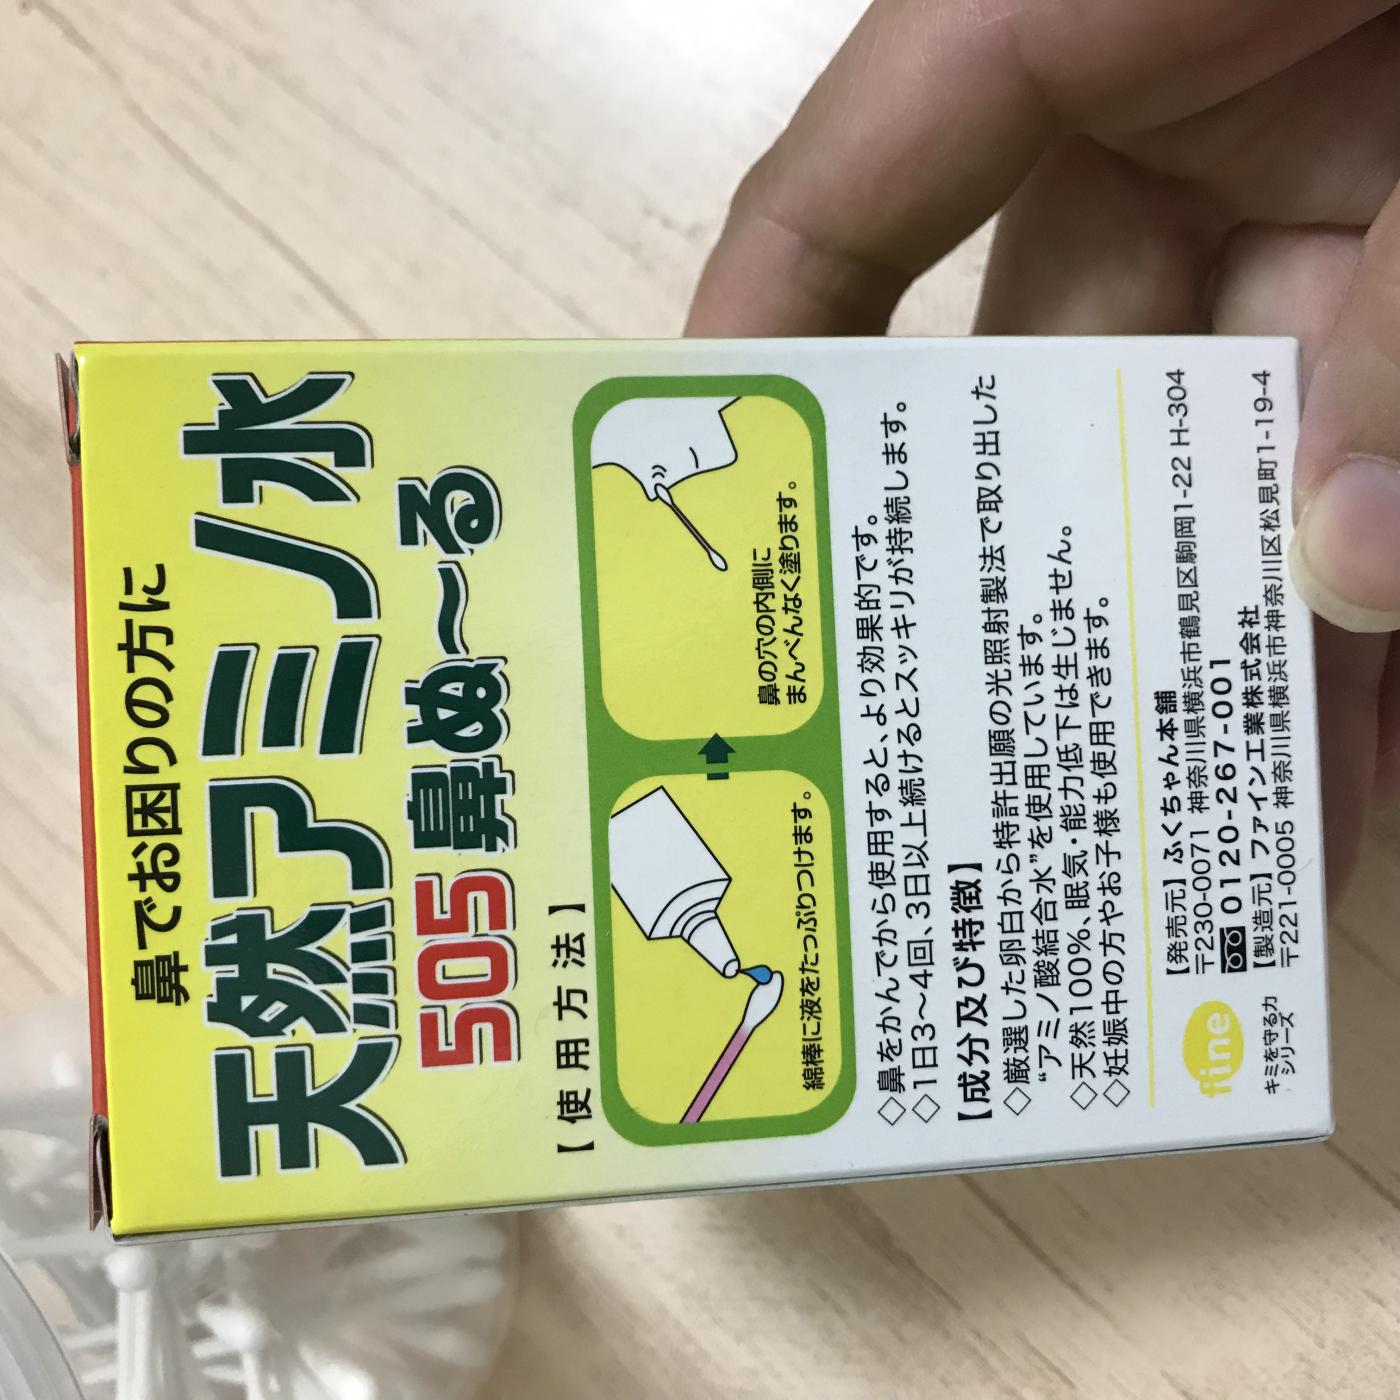 鼻でお困りの方に
天然アミノ水
505 鼻ぬ〜る
【使用方法】
綿棒に液をたっぷりつけます。
鼻の穴の内側に
まんべんなく塗ります。
◇鼻をかんでから使用すると、より効果的です。
◇1日3〜4回、3日以上続けるとスッキリが持続します。
【成分及び特徴】
◇厳選した卵白から特許出願の光照射製法で取り出した
“アミノ酸結合水”を使用しています。
◇天然100%、眠気・能力低下は生じません。
◇妊娠中の方やお子様も使用できます。
fine
キミを守る力
シリーズ
【発売元】ふくちゃん本舗
〒230-0071 神奈川県横浜市鶴見区駒岡1-22 H-304
0120-267-001
【製造元】ファイン工業株式会社
〒221-0005 神奈川県横浜市神奈川区松見町1-19-4